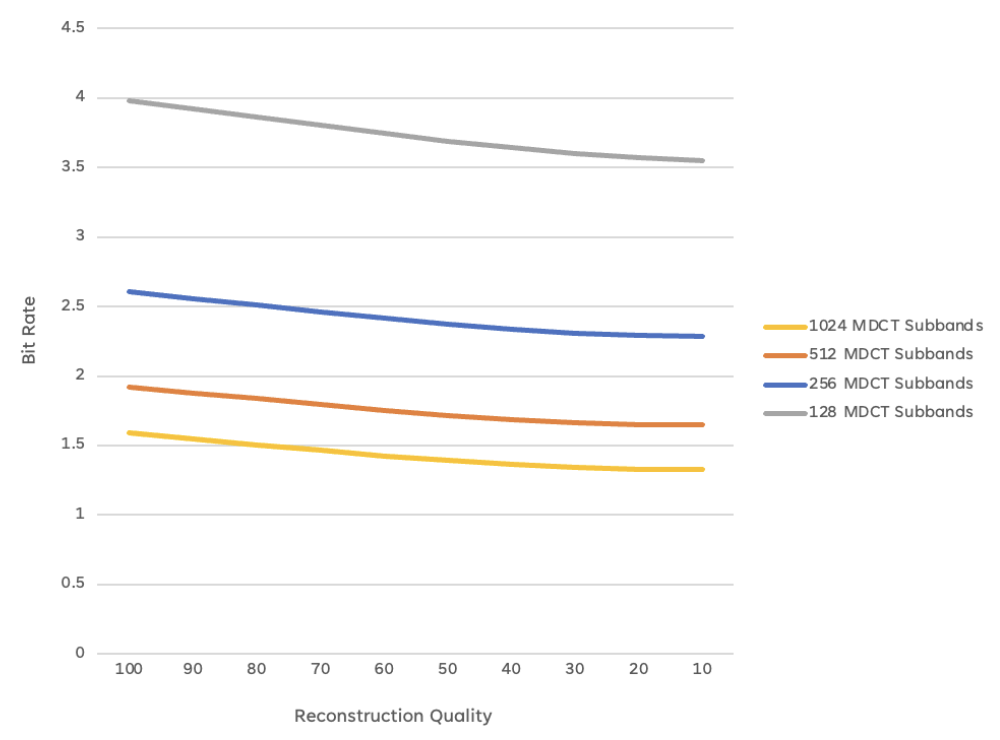 4.5
4
3.5
3
2.5
2
1.5
1
0.5
0
Bit Rate
100 90 80 70 60 50 40 30 20 10
Reconstruction Quality
1024 MDCT Subbands
512 MDCT Subbands
256 MDCT Subbands
128 MDCT Subbands